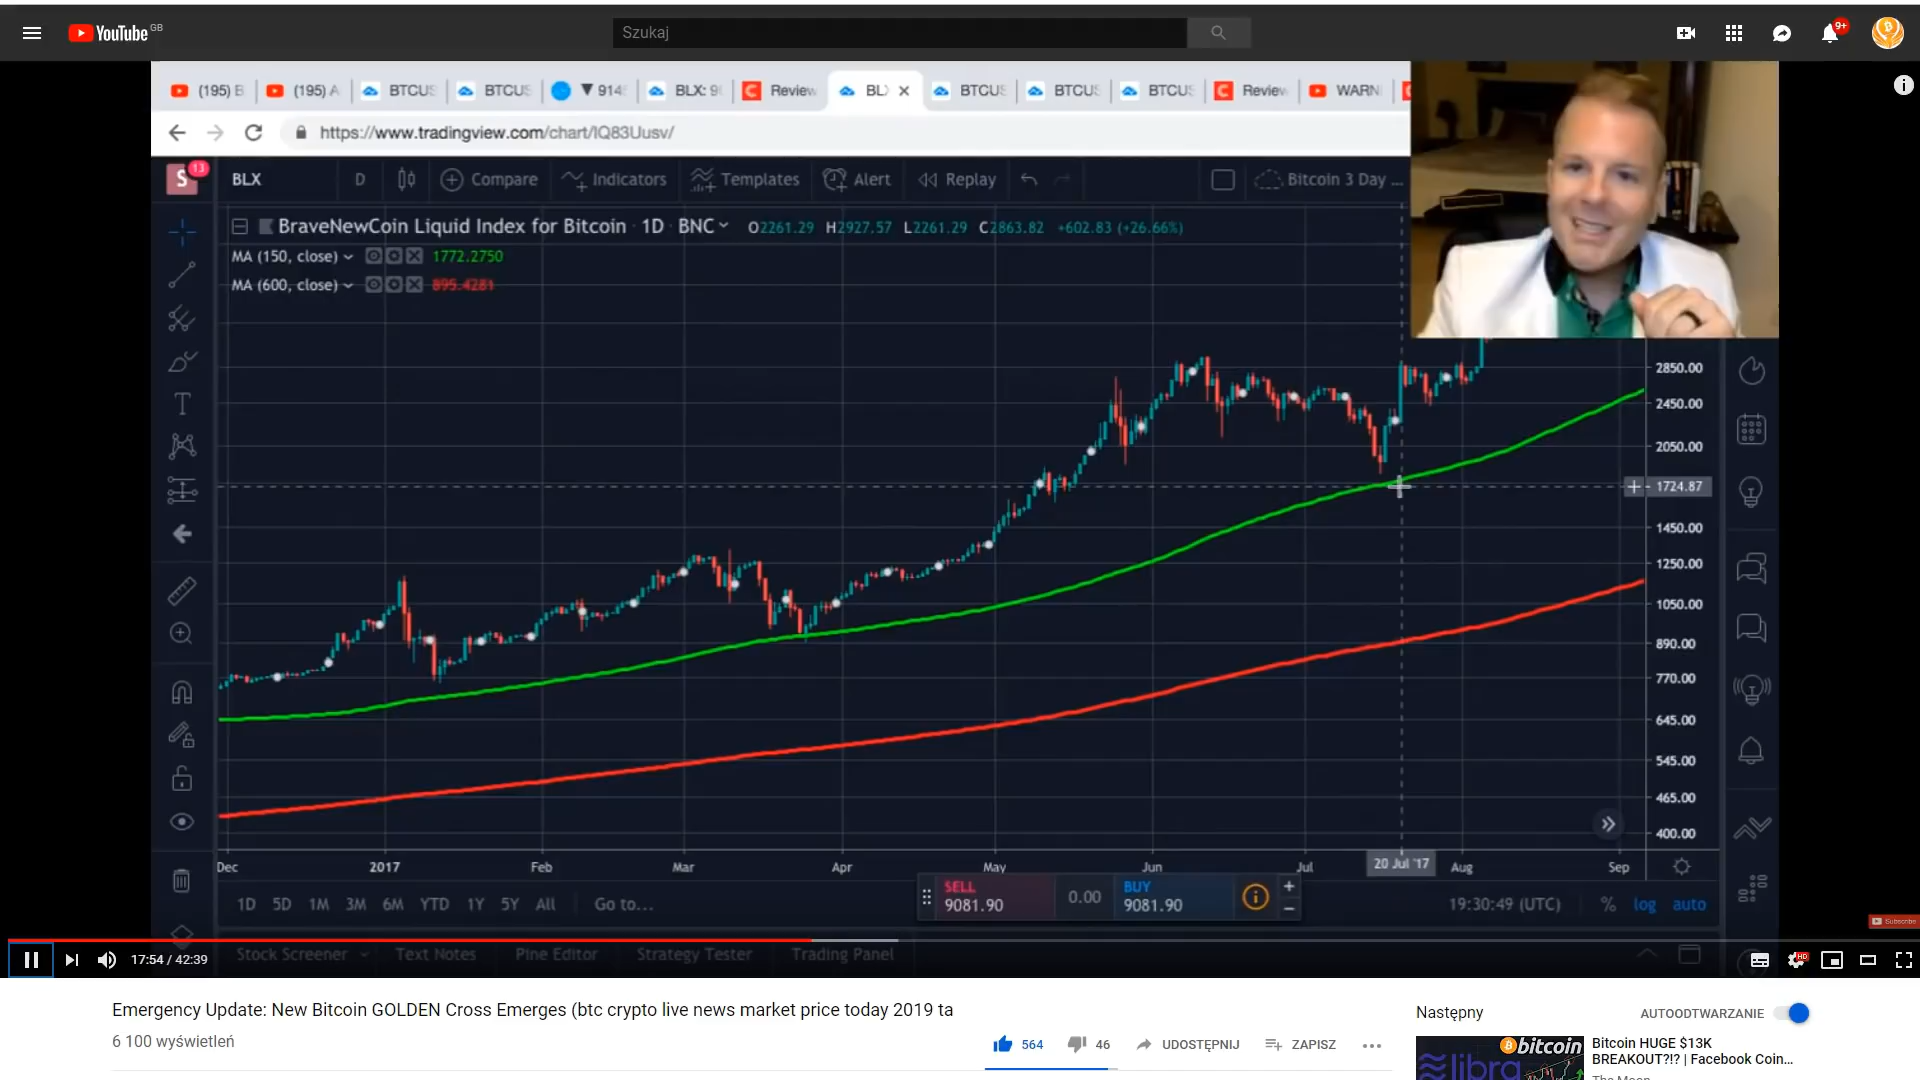 YouTube GB
Szukaj
9+
(195) B
(195) A
BTCUS
BTCUS
▼ 914
BLX: 9
Review
BLX
BTCUS
BTCUS
BTCUS
Review
WARN
https://www.tradingview.com/chart/IQ83Uusv/
S 13
BLX D Compare Indicators Templates Alert Replay Bitcoin 3 Day ...
BraveNewCoin Liquid Index for Bitcoin · 1D · BNC O2261.29 H2927.57 L2261.29 C2863.82 +602.83 (+26.66%)
MA (150, close) 1772.2750
MA (600, close) 895.4281
2850.00
2450.00
2050.00
1724.87
1450.00
1250.00
1050.00
890.00
770.00
645.00
545.00
465.00
400.00
Dec 2017 Feb Mar Apr May Jun Jul 20 Jul '17 Aug Sep
1D 5D 1M 3M 6M YTD 1Y 5Y All Go to...
SELL
9081.90
0.00
BUY
9081.90
19:30:49 (UTC) % log auto
Subscribe
Stock Screener Text Notes Pine Editor Strategy Tester Trading Panel
17:54 / 42:39
HD
Emergency Update: New Bitcoin GOLDEN Cross Emerges (btc crypto live news market price today 2019 ta
6 100 wyświetleń
564 46 UDOSTĘPNIJ ZAPISZ
Następny AUTOODTWARZANIE
bitcoin
libra
Bitcoin HUGE $13K
BREAKOUT?!? | Facebook Coin...
The Moon